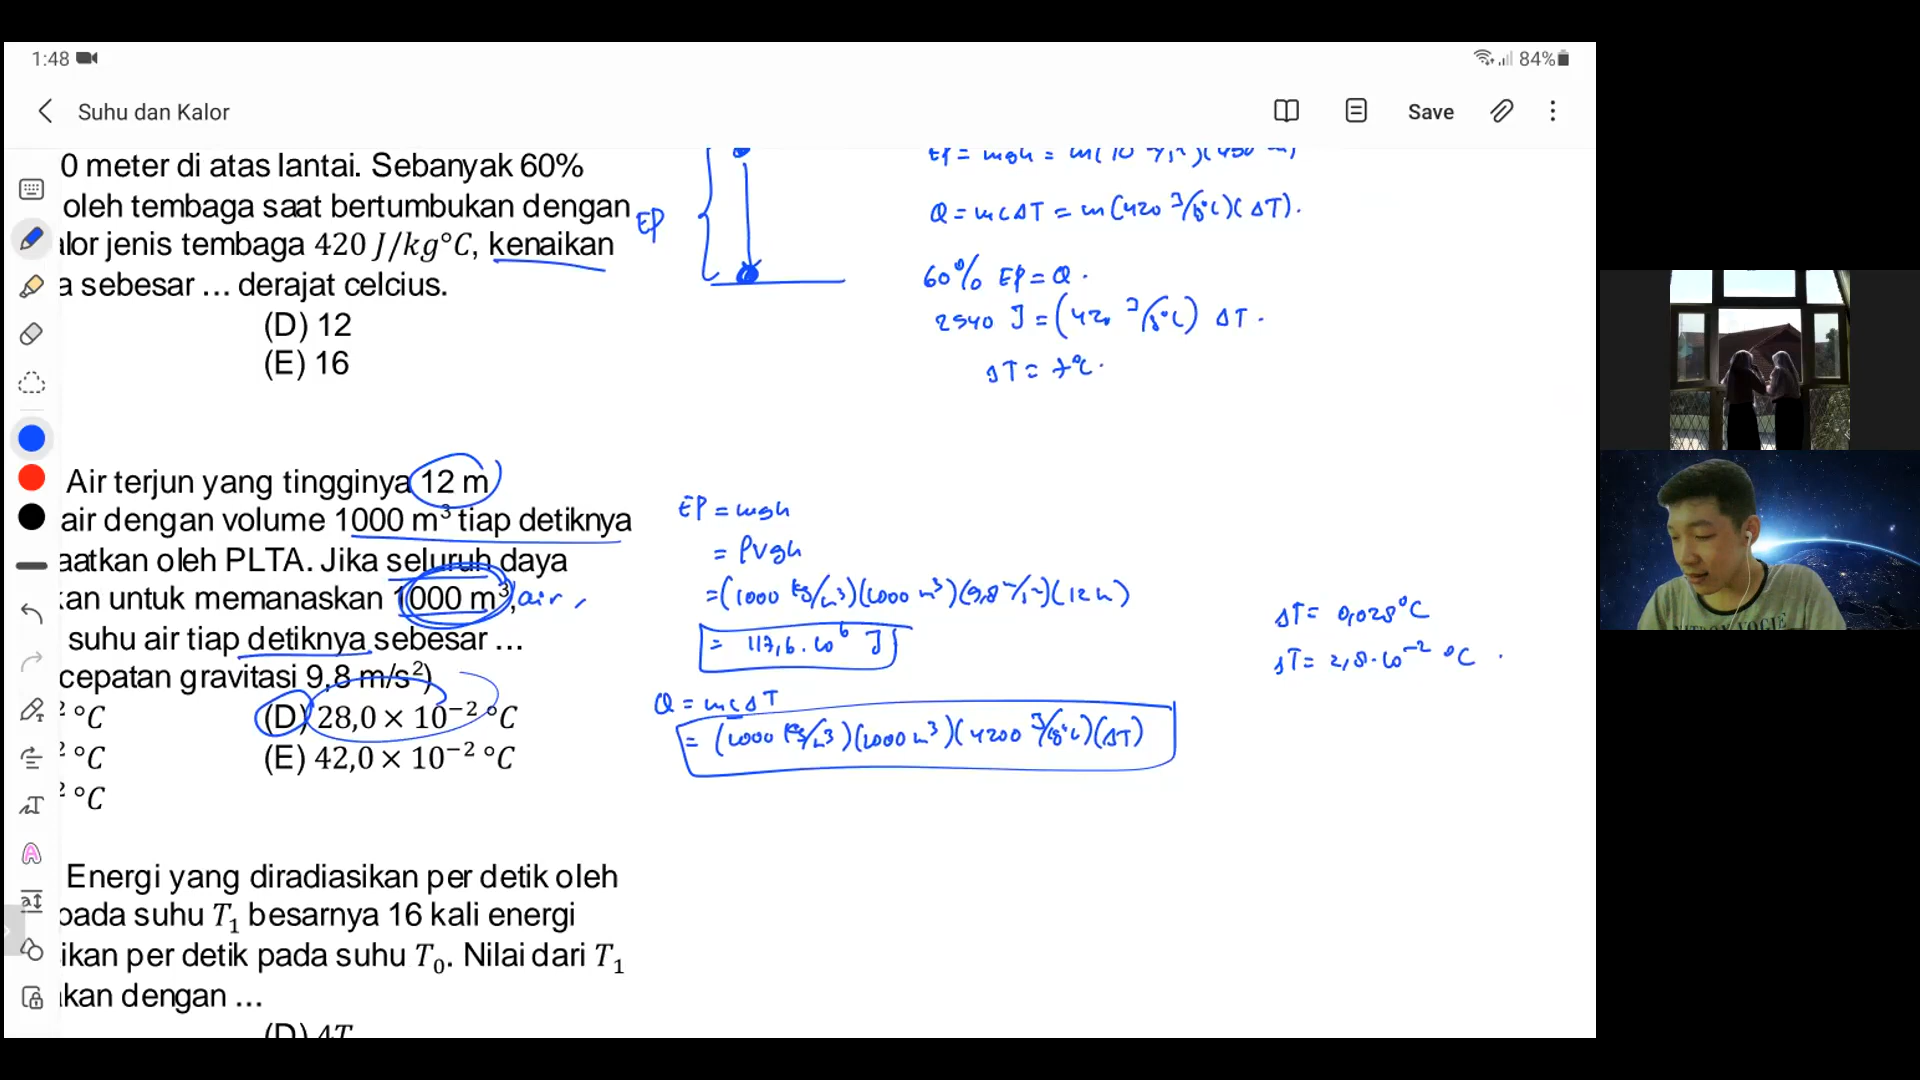 1:48
84%
Suhu dan Kalor
Save
0 meter di atas lantai. Sebanyak 60%
oleh tembaga saat bertumbukan dengan
alor jenis tembaga 420 J/kg°C, kenaikan
a sebesar ... derajat celcius.
(D) 12
(E) 16
EP
Q = mcΔT = m(420 J/kg°C)(ΔT).
60% EP = Q.
2940 J = (420 J/kg°C) ΔT.
ΔT = 7°C.
Air terjun yang tingginya 12 m
air dengan volume 1000 m³ tiap detiknya
aatkan oleh PLTA. Jika seluruh daya
kan untuk memanaskan 1000 m³, air,
suhu air tiap detiknya sebesar ...
cepatan gravitasi 9,8 m/s²)
² °C
(D) 28,0 × 10⁻² °C
² °C
(E) 42,0 × 10⁻² °C
² °C
EP = mgh
= ρvgh
= (1000 kg/m³)(1000 m³)(9,8 m/s²)(12 m)
= 117,6 . 10⁶ J
Q = mcΔT
= (1000 kg/m³)(1000 m³)(4200 J/kg°C)(ΔT)
ΔT = 0,028°C
ΔT = 2,8 . 10⁻² °C .
Energi yang diradiasikan per detik oleh
pada suhu T₁ besarnya 16 kali energi
ikan per detik pada suhu T₀. Nilai dari T₁
akan dengan ...